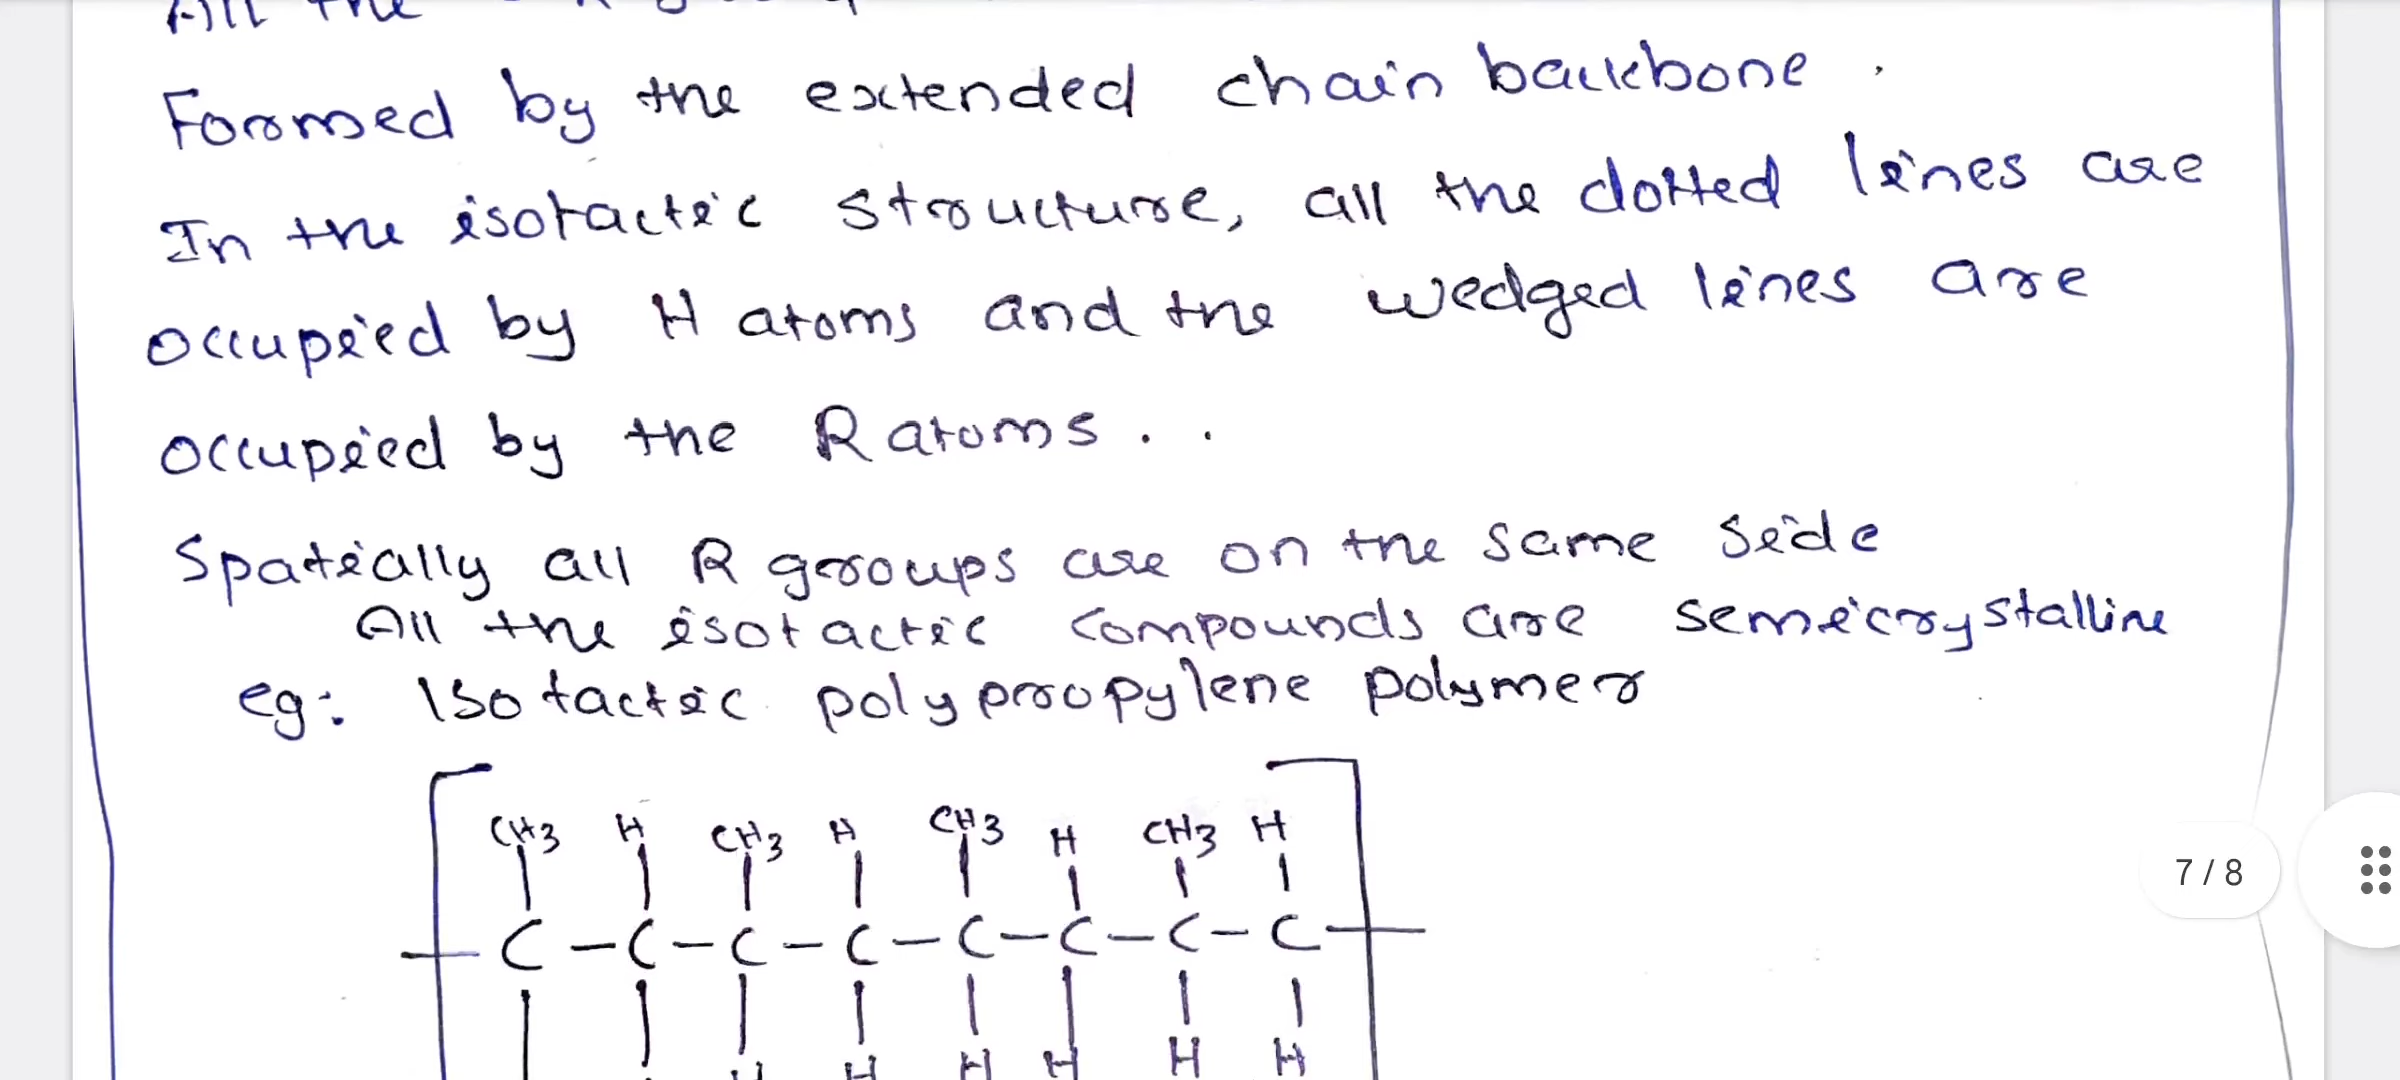 All the
Formed by the extended chain backbone.
In the isotactic structure, all the dotted lines are
occupied by H atoms and the wedged lines are
occupied by the R atoms. .
Spatially all R groups are on the same side
All the isotactic compounds are semicrystalline
eg: Isotactic polypropylene polymer
CH3 H CH3 H CH3 H CH3 H
C - C - C - C - C - C - C - C
H H H H H H
7 / 8